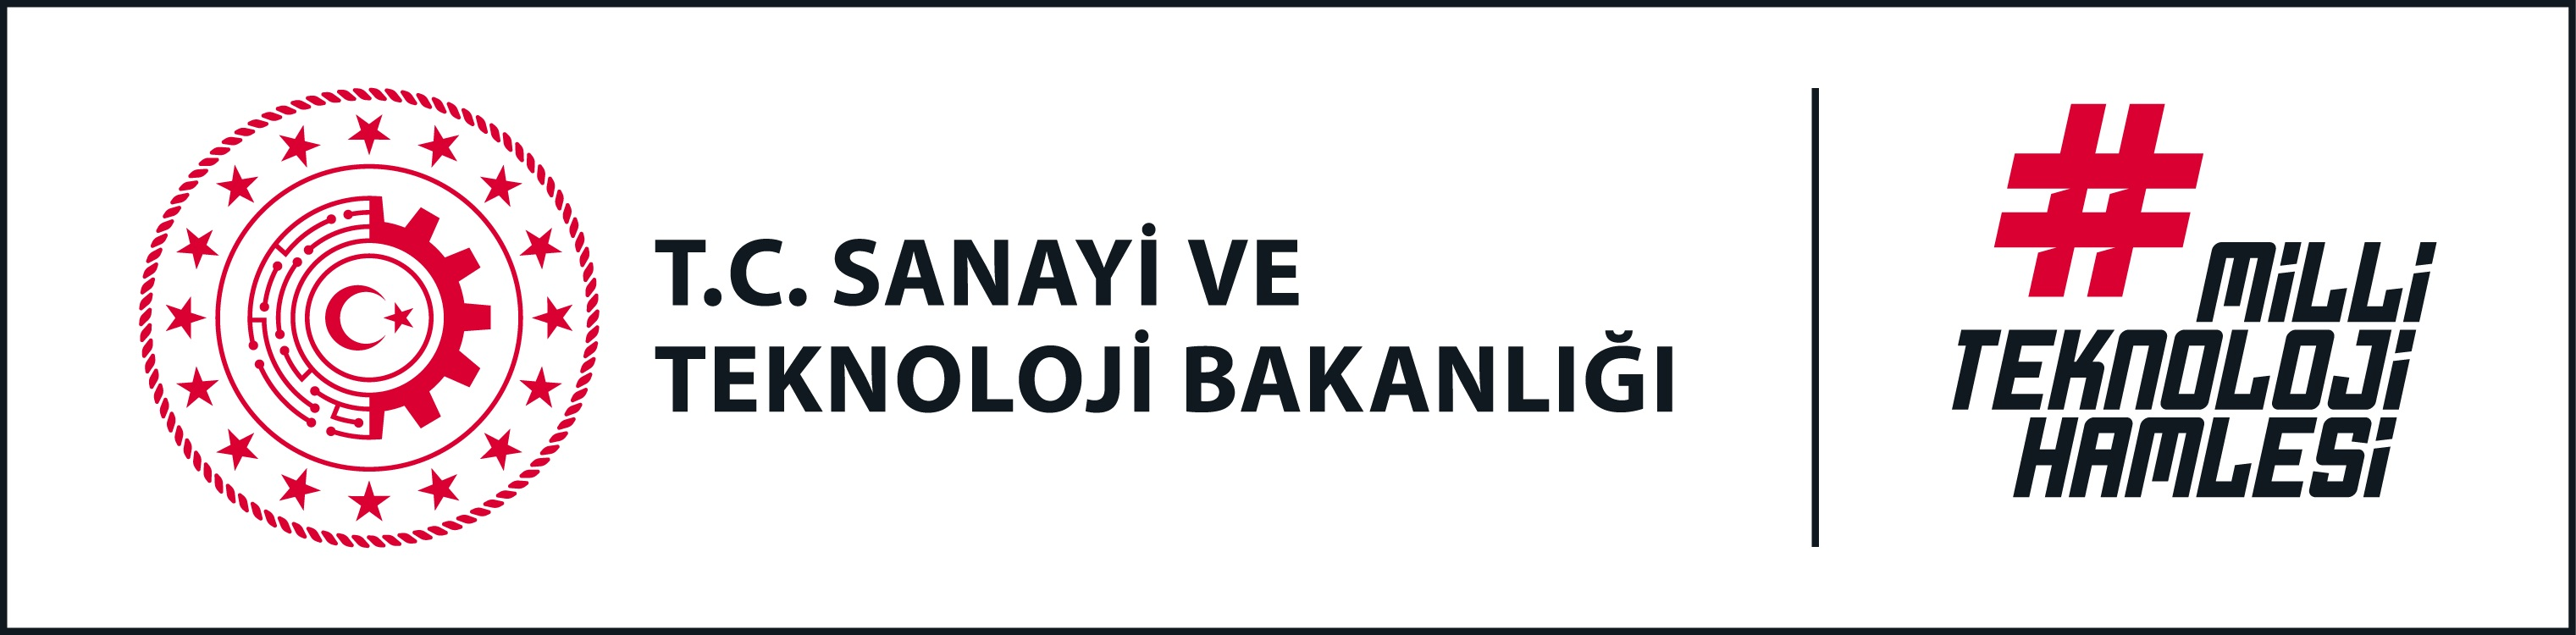 T.C. SANAYİ VE
TEKNOLOJİ BAKANLIĞI
#
MİLLİ
TEKNOLOJİ
HAMLESİ